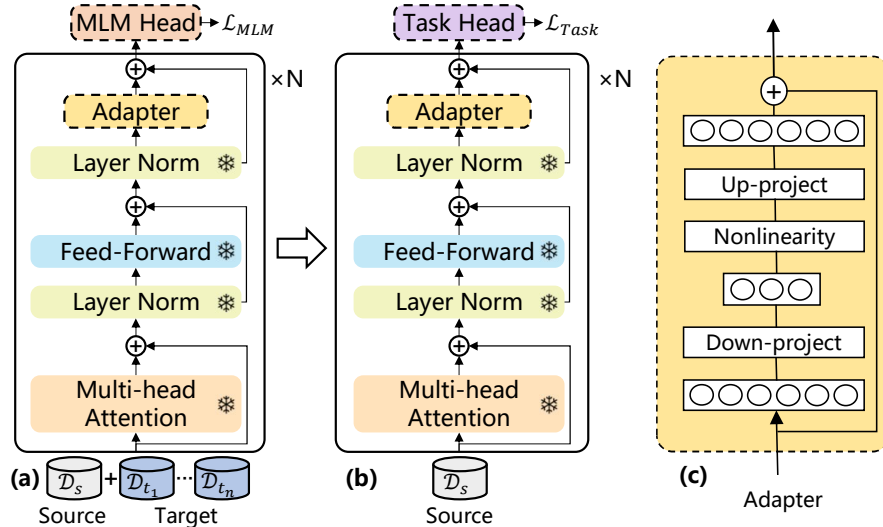 MLM Head
ℒ_MLM
×N
Adapter
Layer Norm
Feed-Forward
Layer Norm
Multi-head
Attention
(a)
𝒟_s + 𝒟_t₁ ··· 𝒟_tₙ
Source
Target
Task Head
ℒ_Task
×N
Adapter
Layer Norm
Feed-Forward
Layer Norm
Multi-head
Attention
(b)
𝒟_s
Source
Up-project
Nonlinearity
Down-project
(c)
Adapter